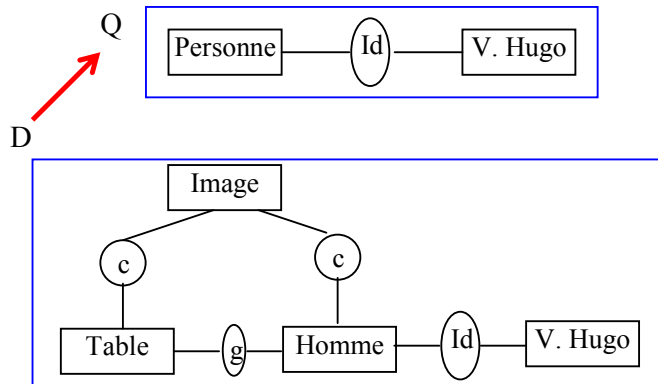 Q
Personne Id V. Hugo
D
Image
c c
Table g Homme Id V. Hugo